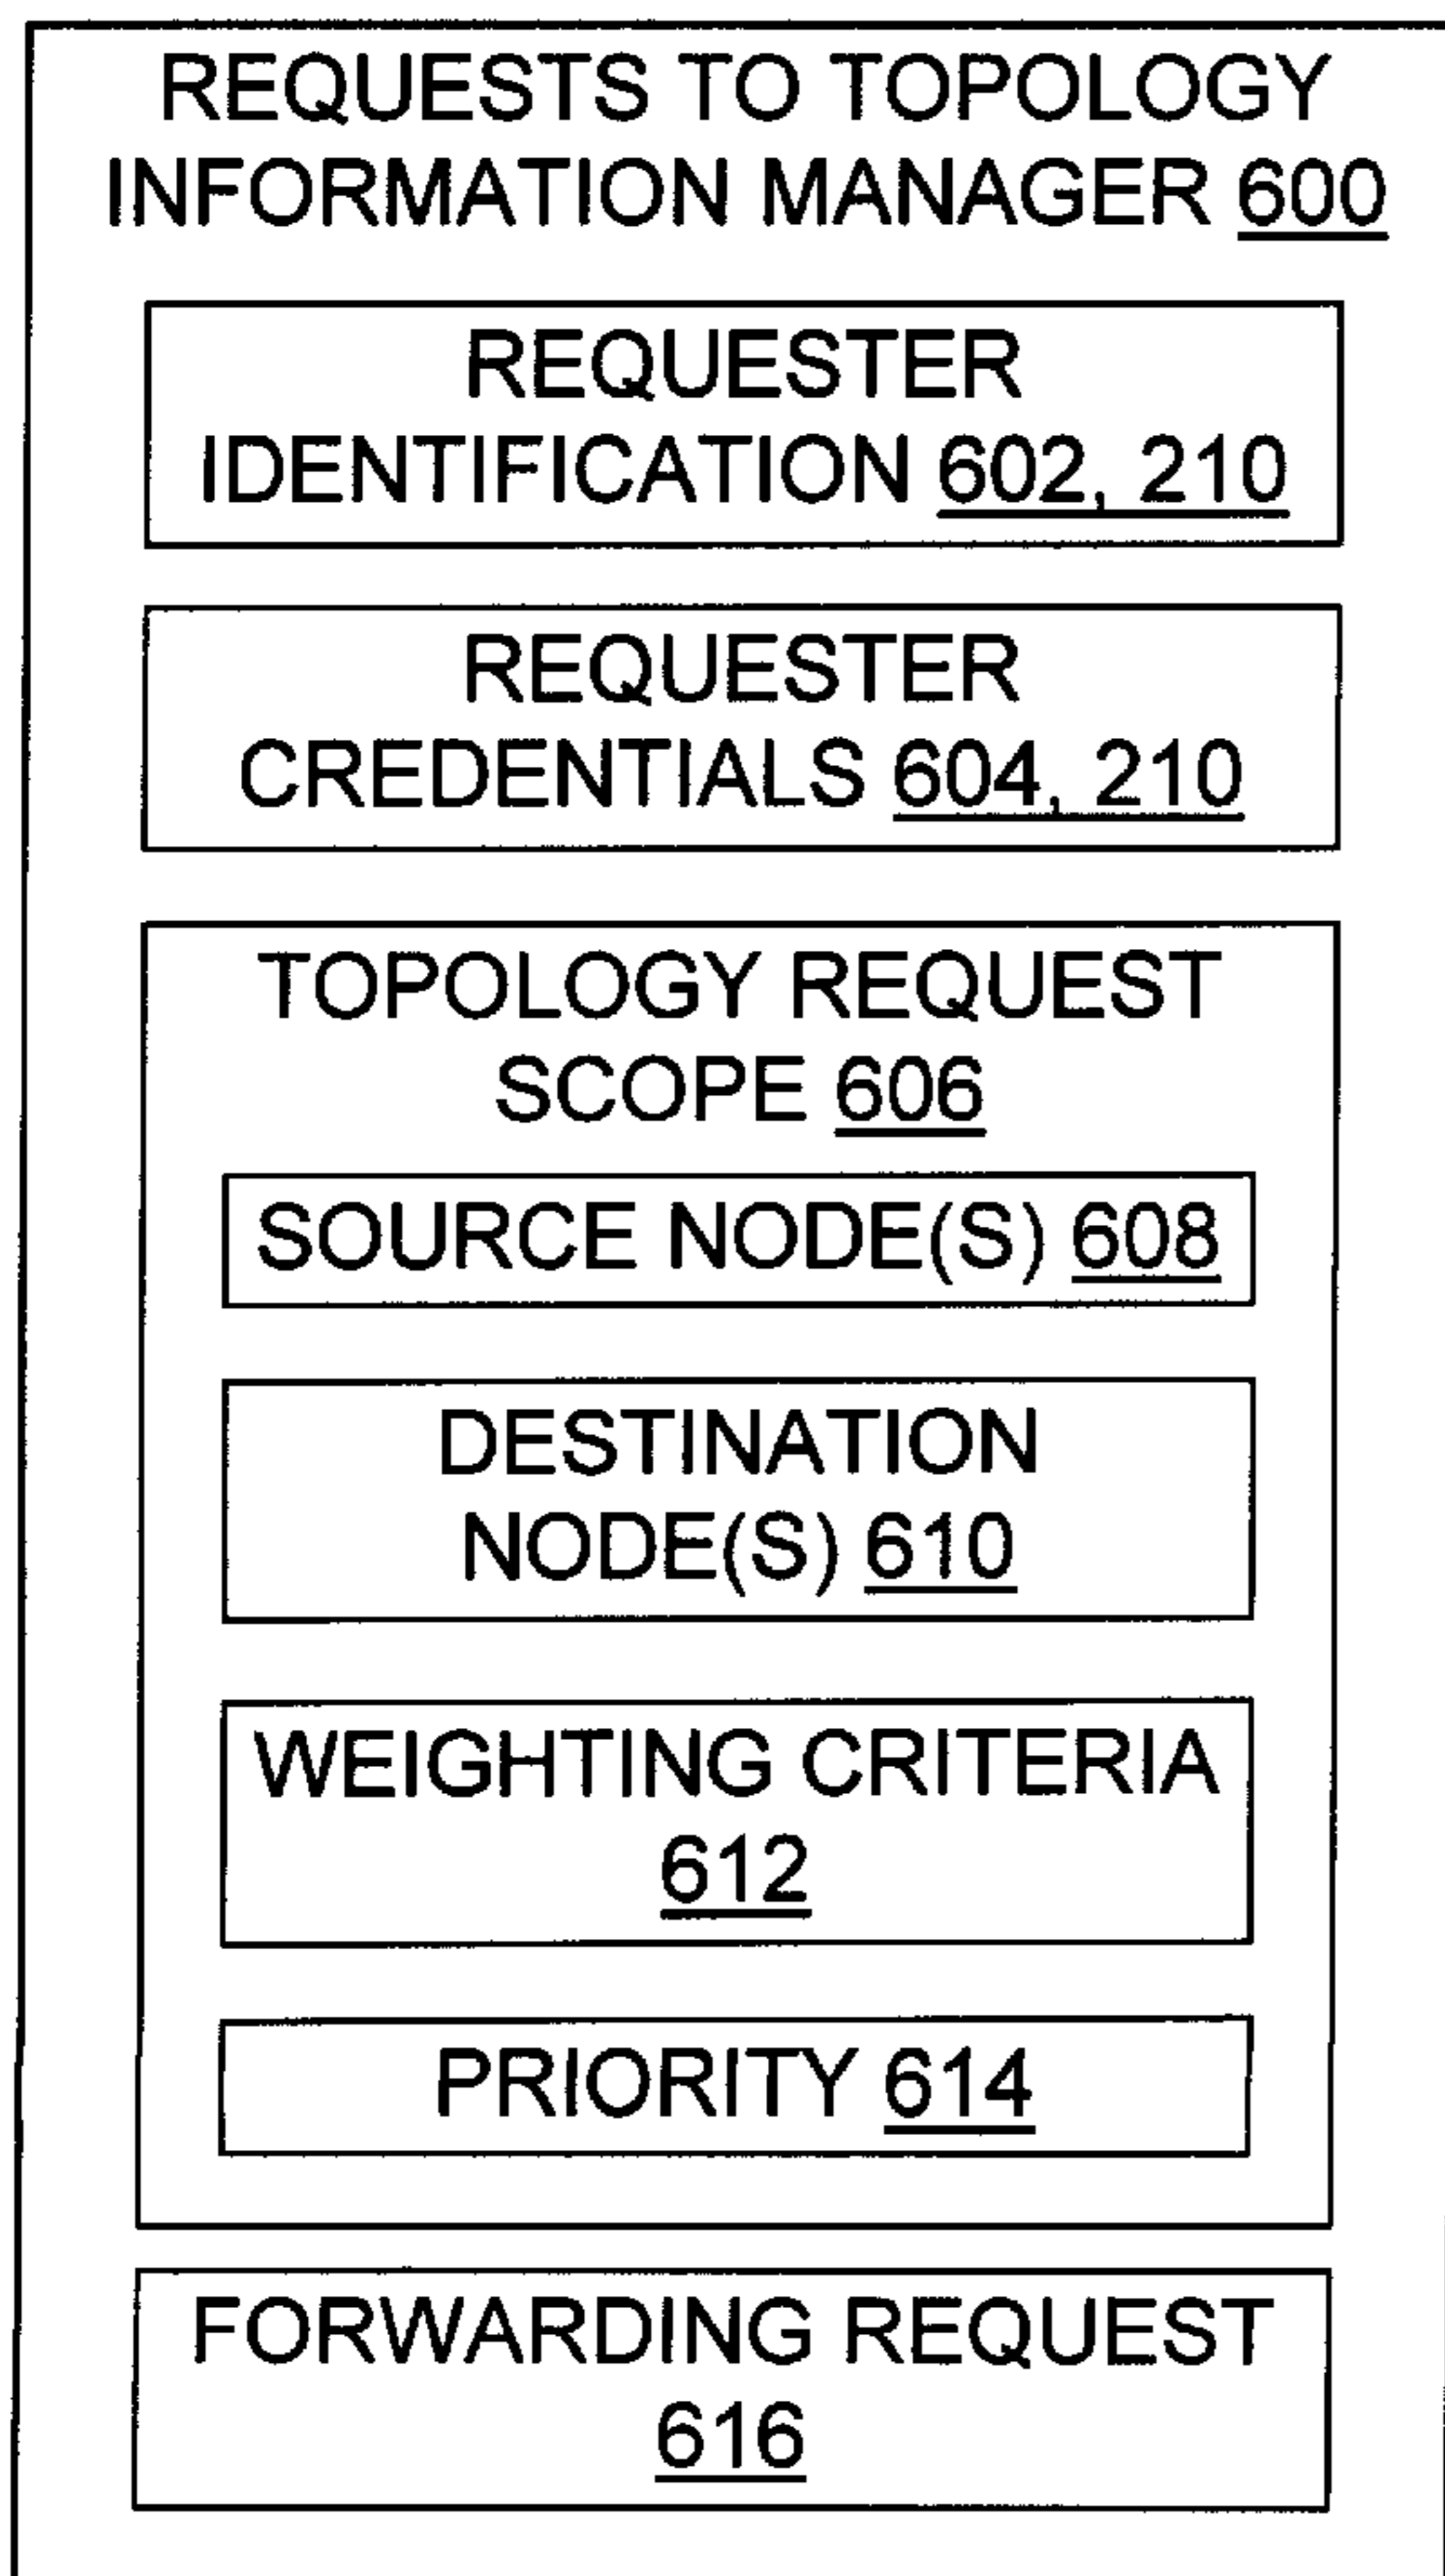 REQUESTS TO TOPOLOGY
INFORMATION MANAGER 600
REQUESTER
IDENTIFICATION 602, 210
REQUESTER
CREDENTIALS 604, 210
TOPOLOGY REQUEST
SCOPE 606
SOURCE NODE(S) 608
DESTINATION
NODE(S) 610
WEIGHTING CRITERIA
612
PRIORITY 614
FORWARDING REQUEST
616